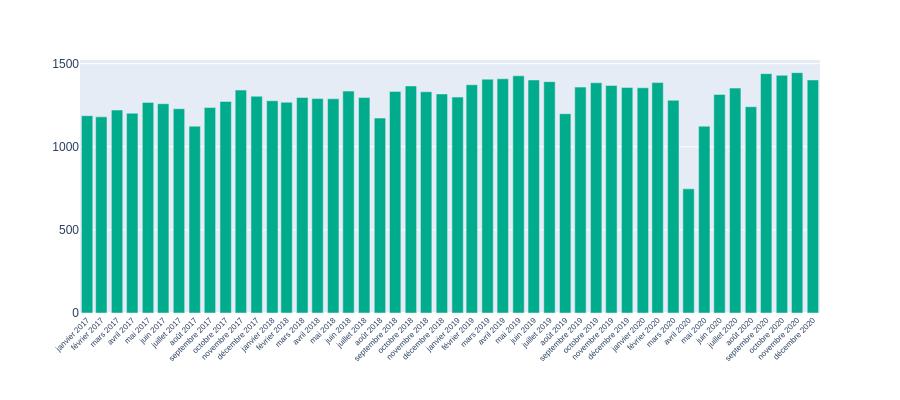 1500
1000
500
0
janvier 2017
février 2017
mars 2017
avril 2017
mai 2017
juin 2017
juillet 2017
août 2017
septembre 2017
octobre 2017
novembre 2017
décembre 2017
janvier 2018
février 2018
mars 2018
avril 2018
mai 2018
juin 2018
juillet 2018
août 2018
septembre 2018
octobre 2018
novembre 2018
décembre 2018
janvier 2019
février 2019
mars 2019
avril 2019
mai 2019
juin 2019
juillet 2019
août 2019
septembre 2019
octobre 2019
novembre 2019
décembre 2019
janvier 2020
février 2020
mars 2020
avril 2020
mai 2020
juin 2020
juillet 2020
août 2020
septembre 2020
octobre 2020
novembre 2020
décembre 2020